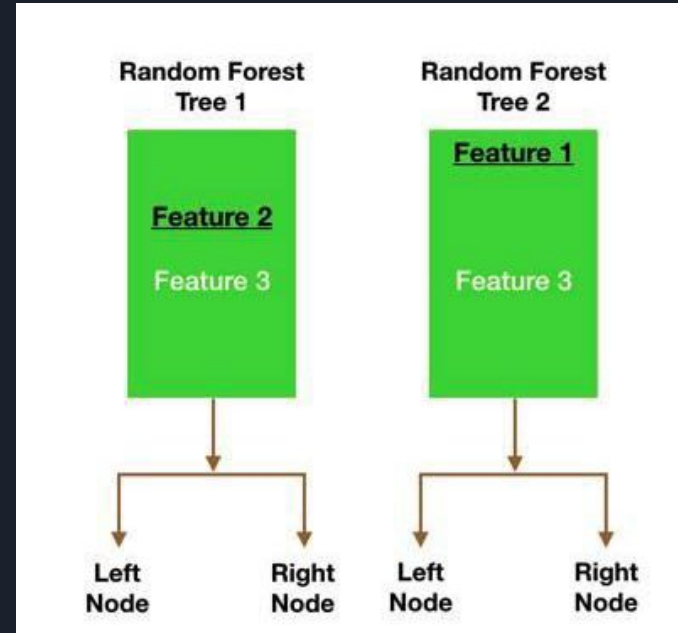 Random Forest
Tree 1
Feature 2
Feature 3
Left
Node
Right
Node
Random Forest
Tree 2
Feature 1
Feature 3
Left
Node
Right
Node